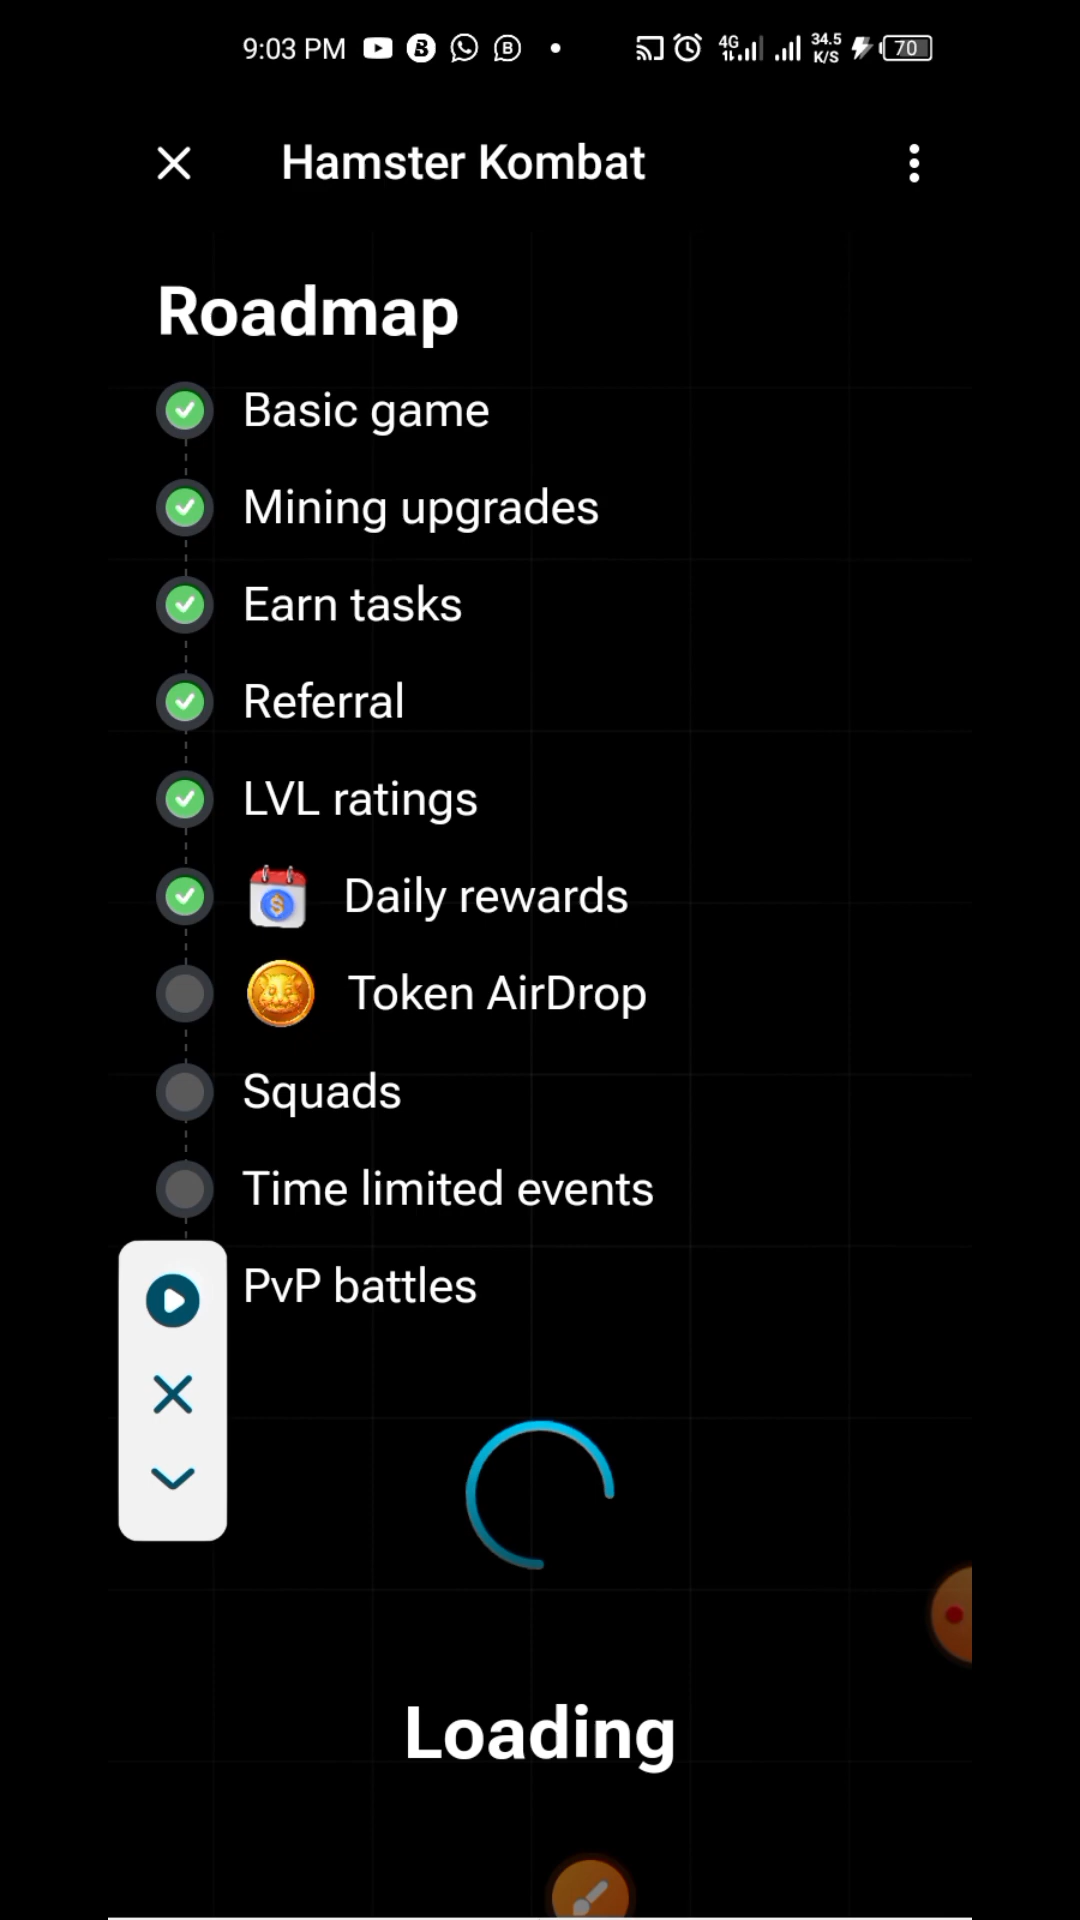 9:03 PM
4G
34.5
K/S
70
Hamster Kombat
Roadmap
Basic game
Mining upgrades
Earn tasks
Referral
LVL ratings
Daily rewards
Token AirDrop
Squads
Time limited events
PvP battles
Loading